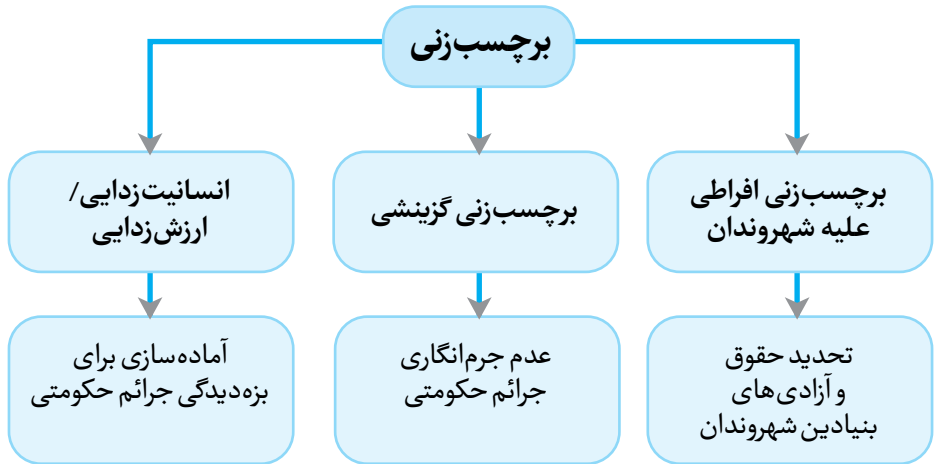 برچسب‌زنی
برچسب‌زنی افراطی
علیه شهروندان
برچسب‌زنی گزینشی
انسانیت‌زدایی/
ارزش‌زدایی
تحدید حقوق
و آزادی‌های
بنیادین شهروندان
عدم جرم‌انگاری
جرائم حکومتی
آماده‌سازی برای
بزه‌دیدگی جرائم حکومتی